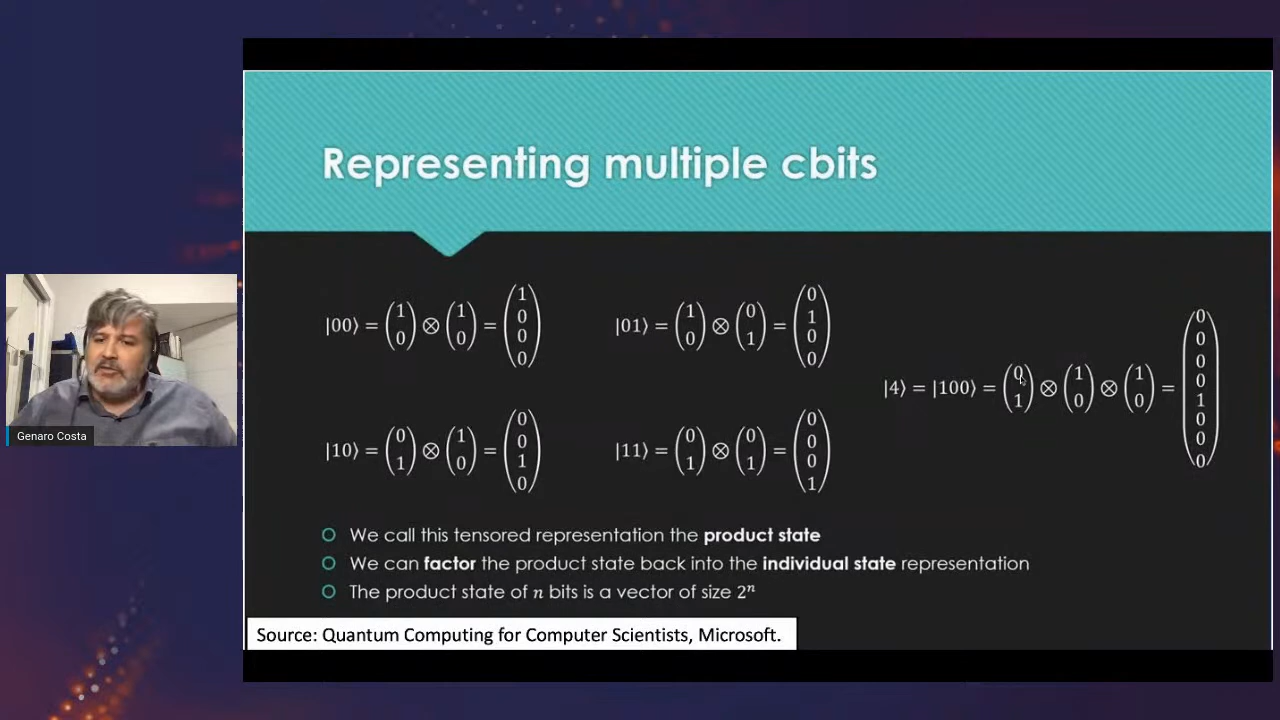 Representing multiple cbits
|00⟩ = (1 0) ⊗ (1 0) = (1 0 0 0)
|01⟩ = (1 0) ⊗ (0 1) = (0 1 0 0)
|10⟩ = (0 1) ⊗ (1 0) = (0 0 1 0)
|11⟩ = (0 1) ⊗ (0 1) = (0 0 0 1)
|4⟩ = |100⟩ = (0 1) ⊗ (1 0) ⊗ (1 0) = (0 0 0 0 1 0 0 0)
We call this tensored representation the product state
We can factor the product state back into the individual state representation
The product state of n bits is a vector of size 2ⁿ
Source: Quantum Computing for Computer Scientists, Microsoft.
Genaro Costa